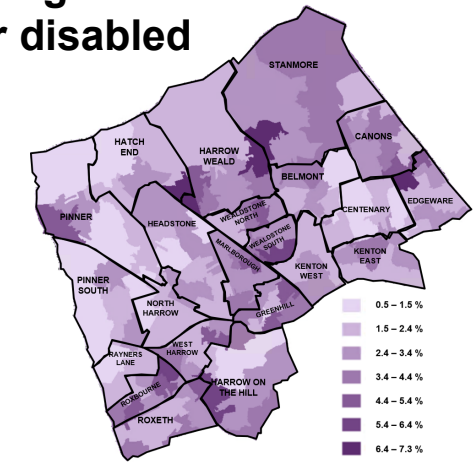 r disabled
STANMORE
CANONS
HATCH
END
HARROW
WEALD
BELMONT
EDGEWARE
PINNER
HEADSTONE
WEALDSTONE
NORTH
CENTENARY
WEALDSTONE
SOUTH
MARLBOROUGH
KENTON
EAST
KENTON
WEST
PINNER
SOUTH
NORTH
HARROW
GREENHILL
WEST
HARROW
RAYNERS
LANE
ROXBOURNE
HARROW ON
THE HILL
ROXETH
0.5 – 1.5 %
1.5 – 2.4 %
2.4 – 3.4 %
3.4 – 4.4 %
4.4 – 5.4 %
5.4 – 6.4 %
6.4 – 7.3 %